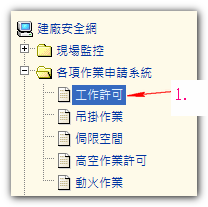 建廠安全網
現場監控
各項作業申請系統
工作許可 1.
吊掛作業
侷限空間
高空作業許可
動火作業